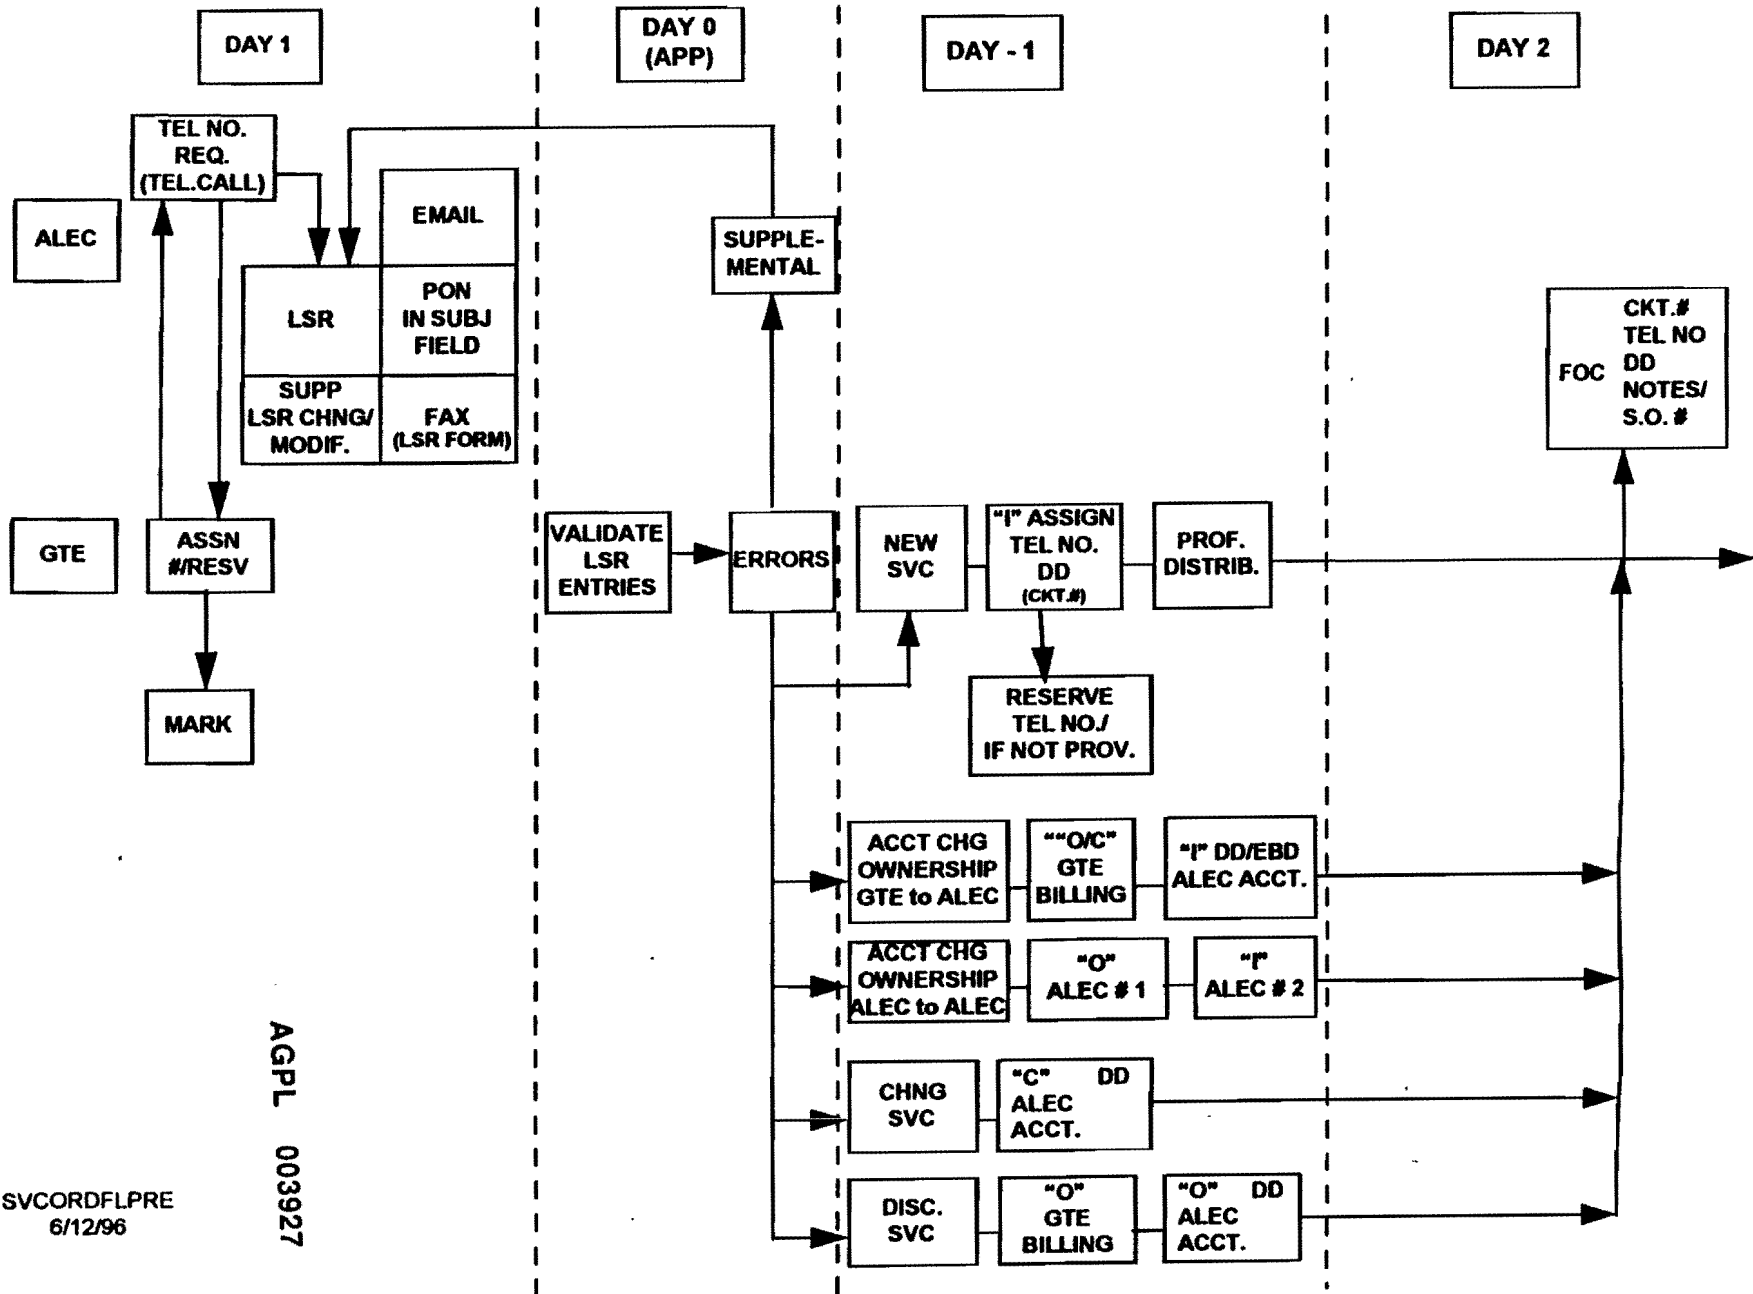 DAY 1
DAY 0
(APP)
DAY - 1
DAY 2
TEL NO.
REQ.
(TEL.CALL)
ALEC
EMAIL
LSR
PON
IN SUBJ
FIELD
SUPP
LSR CHNG/
MODIF.
FAX
(LSR FORM)
SUPPLE-
MENTAL
FOC
CKT.#
TEL NO
DD
NOTES/
S.O. #
GTE
ASSN
#/RESV
MARK
VALIDATE
LSR
ENTRIES
ERRORS
NEW
SVC
"I" ASSIGN
TEL NO.
DD
(CKT.#)
PROF.
DISTRIB.
RESERVE
TEL NO./
IF NOT PROV.
ACCT CHG
OWNERSHIP
GTE to ALEC
""O/C"
GTE
BILLING
"I" DD/EBD
ALEC ACCT.
ACCT CHG
OWNERSHIP
ALEC to ALEC
"O"
ALEC # 1
"I"
ALEC # 2
CHNG
SVC
"C" DD
ALEC
ACCT.
DISC.
SVC
"O"
GTE
BILLING
"O" DD
ALEC
ACCT.
AGPL 003927
SVCORDFLPRE
6/12/96